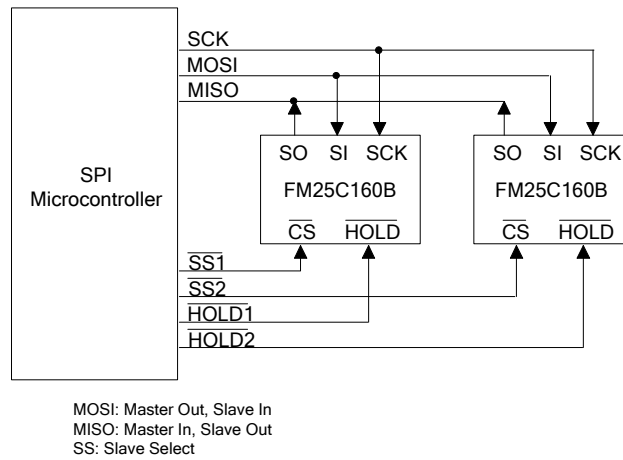 SCK
MOSI
MISO
SO SI SCK
FM25C160B
CS HOLD
SO SI SCK
FM25C160B
CS HOLD
SPI
Microcontroller
SS1
SS2
HOLD1
HOLD2
MOSI: Master Out, Slave In
MISO: Master In, Slave Out
SS: Slave Select